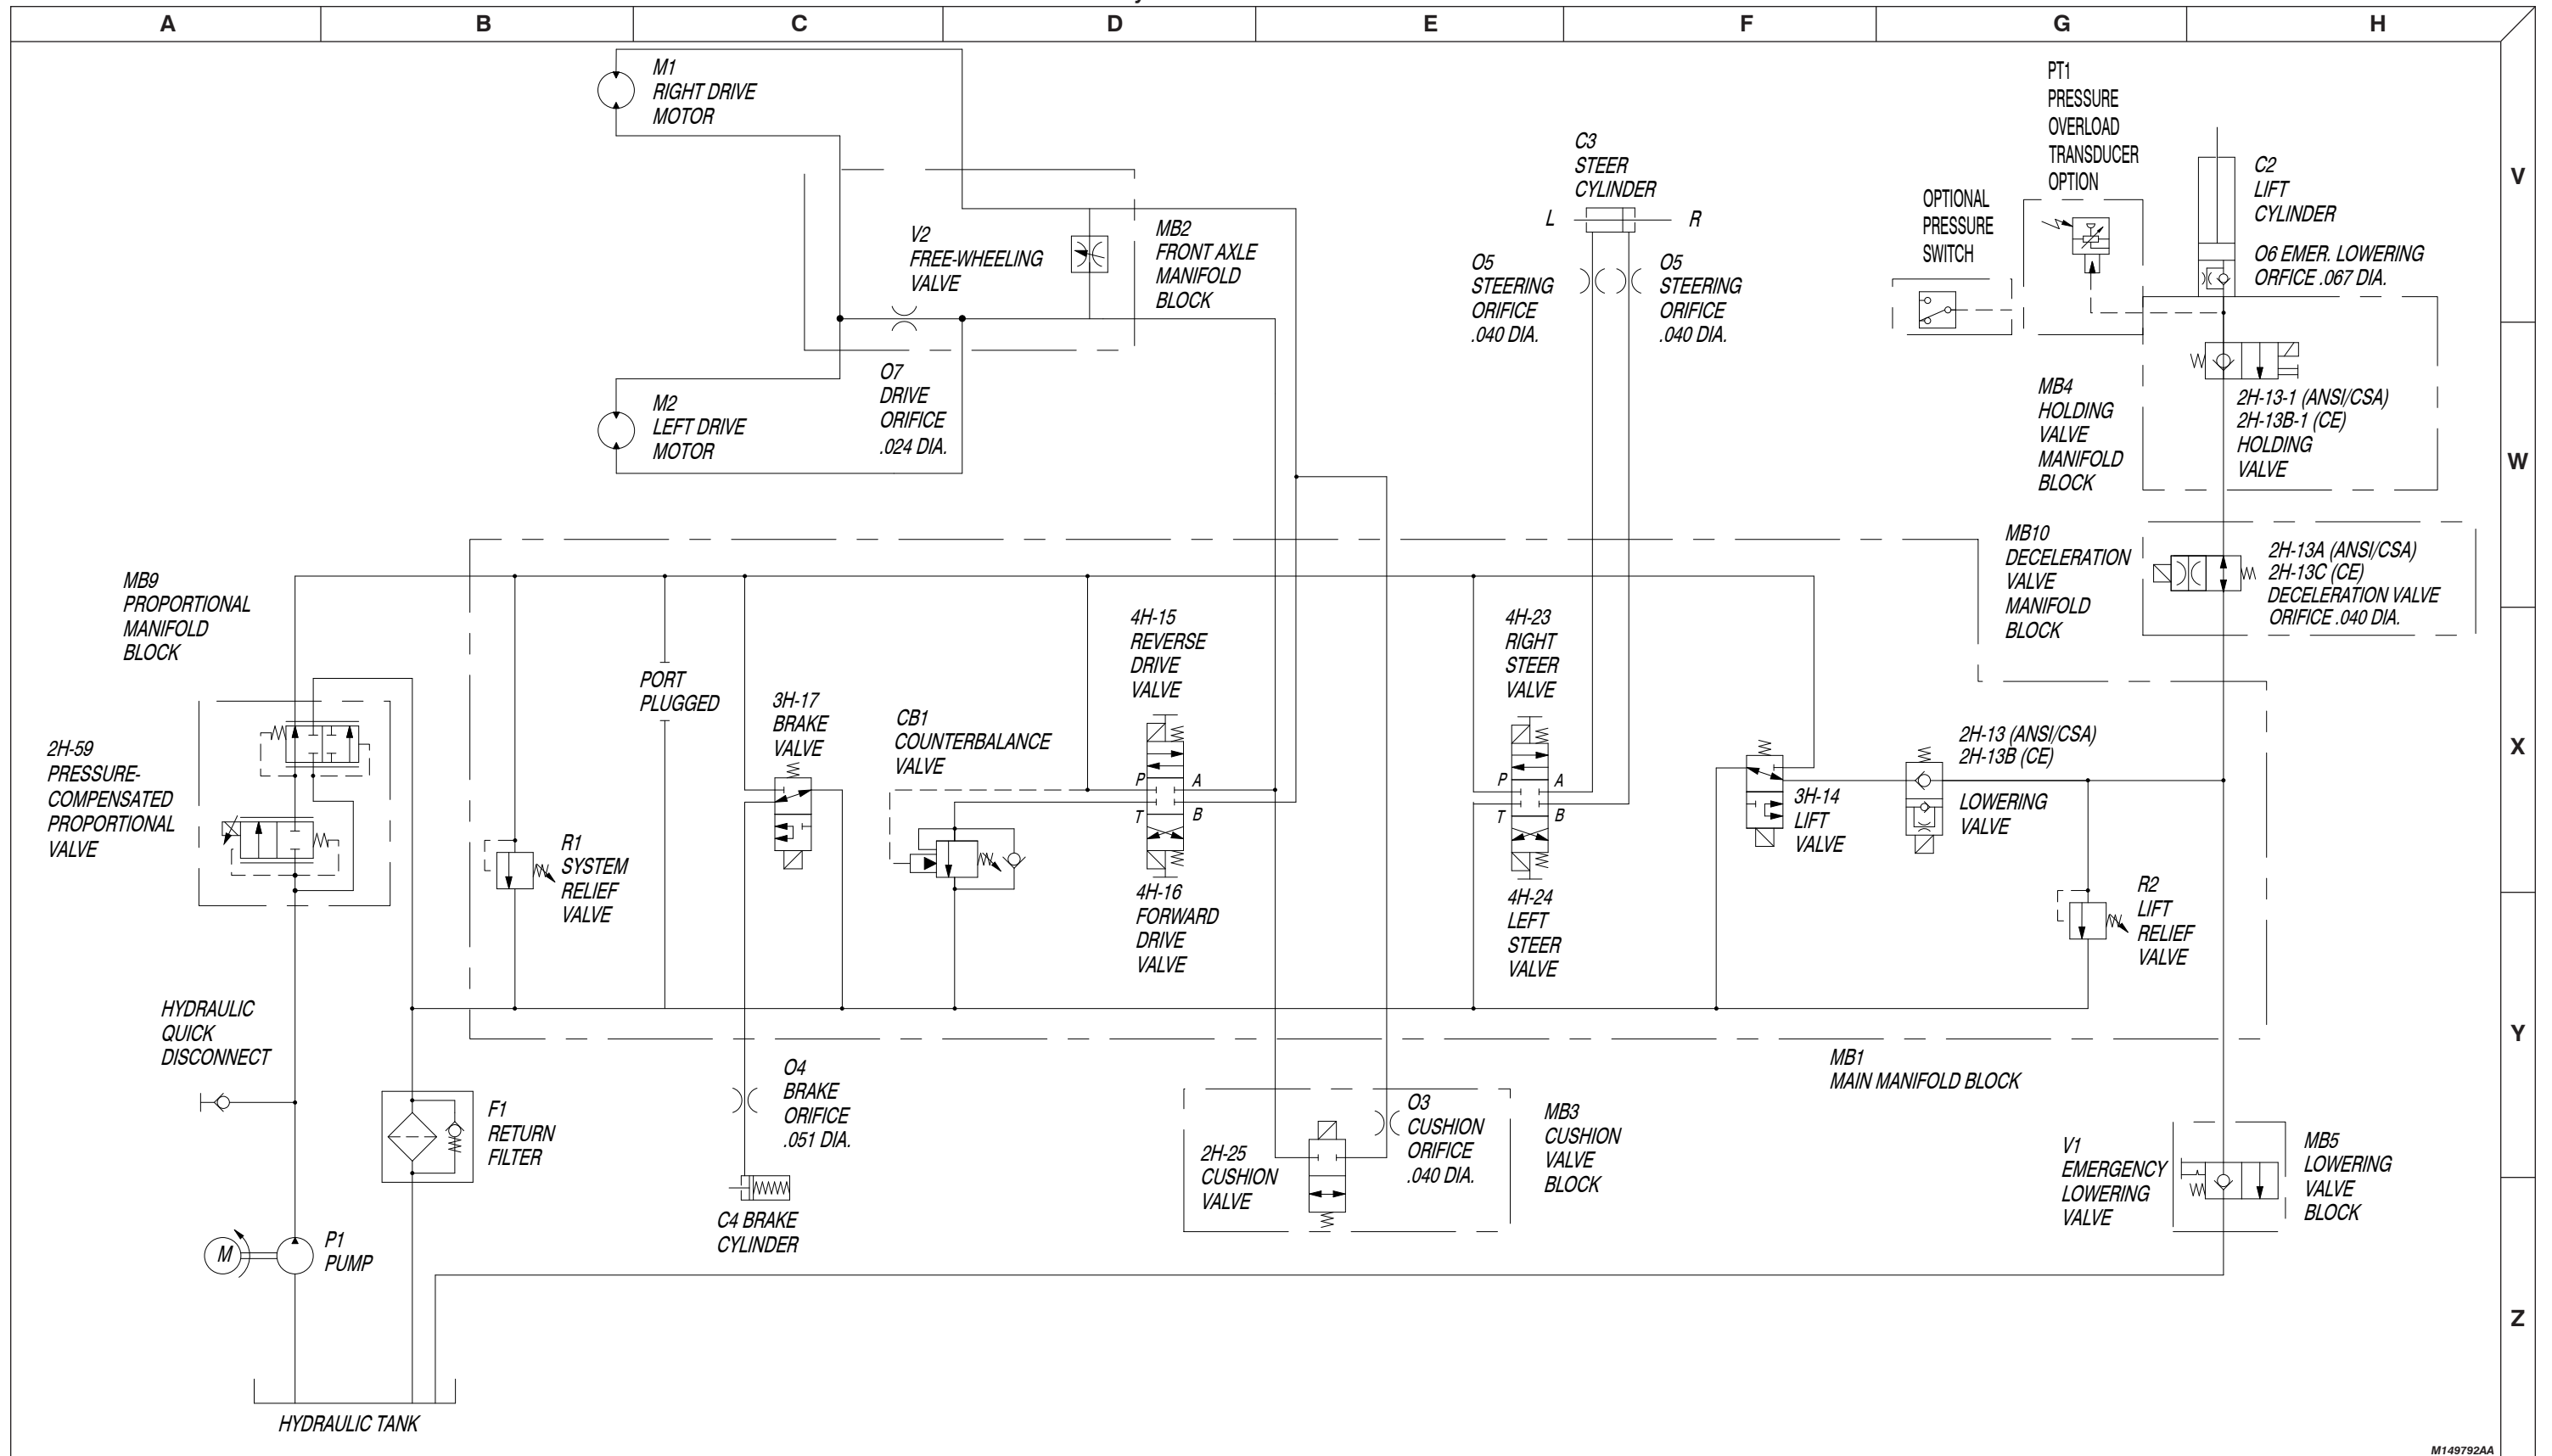 A B C D E F G H
M1
RIGHT DRIVE
MOTOR
PT1
PRESSURE
OVERLOAD
TRANSDUCER
OPTION
C3
STEER
CYLINDER
L
R
C2
LIFT
CYLINDER
V
OPTIONAL
PRESSURE
SWITCH
V2
FREE-WHEELING
VALVE
MB2
FRONT AXLE
MANIFOLD
BLOCK
O5
STEERING
ORIFICE
.040 DIA.
O5
STEERING
ORIFICE
.040 DIA.
O6 EMER. LOWERING
ORFICE .067 DIA.
O7
DRIVE
ORIFICE
.024 DIA.
M2
LEFT DRIVE
MOTOR
MB4
HOLDING
VALVE
MANIFOLD
BLOCK
2H-13-1 (ANSI/CSA)
2H-13B-1 (CE)
HOLDING
VALVE
W
MB10
DECELERATION
VALVE
MANIFOLD
BLOCK
2H-13A (ANSI/CSA)
2H-13C (CE)
DECELERATION VALVE
ORIFICE .040 DIA.
MB9
PROPORTIONAL
MANIFOLD
BLOCK
4H-15
REVERSE
DRIVE
VALVE
4H-23
RIGHT
STEER
VALVE
PORT
PLUGGED
3H-17
BRAKE
VALVE
CB1
COUNTERBALANCE
VALVE
2H-59
PRESSURE-
COMPENSATED
PROPORTIONAL
VALVE
P
A
T
B
P
A
T
B
2H-13 (ANSI/CSA)
2H-13B (CE)
LOWERING
VALVE
3H-14
LIFT
VALVE
X
R1
SYSTEM
RELIEF
VALVE
4H-16
FORWARD
DRIVE
VALVE
4H-24
LEFT
STEER
VALVE
R2
LIFT
RELIEF
VALVE
HYDRAULIC
QUICK
DISCONNECT
Y
MB1
MAIN MANIFOLD BLOCK
F1
RETURN
FILTER
O4
BRAKE
ORIFICE
.051 DIA.
O3
CUSHION
ORIFICE
.040 DIA.
2H-25
CUSHION
VALVE
MB3
CUSHION
VALVE
BLOCK
V1
EMERGENCY
LOWERING
VALVE
MB5
LOWERING
VALVE
BLOCK
C4 BRAKE
CYLINDER
M
P1
PUMP
Z
HYDRAULIC TANK
M149792AA